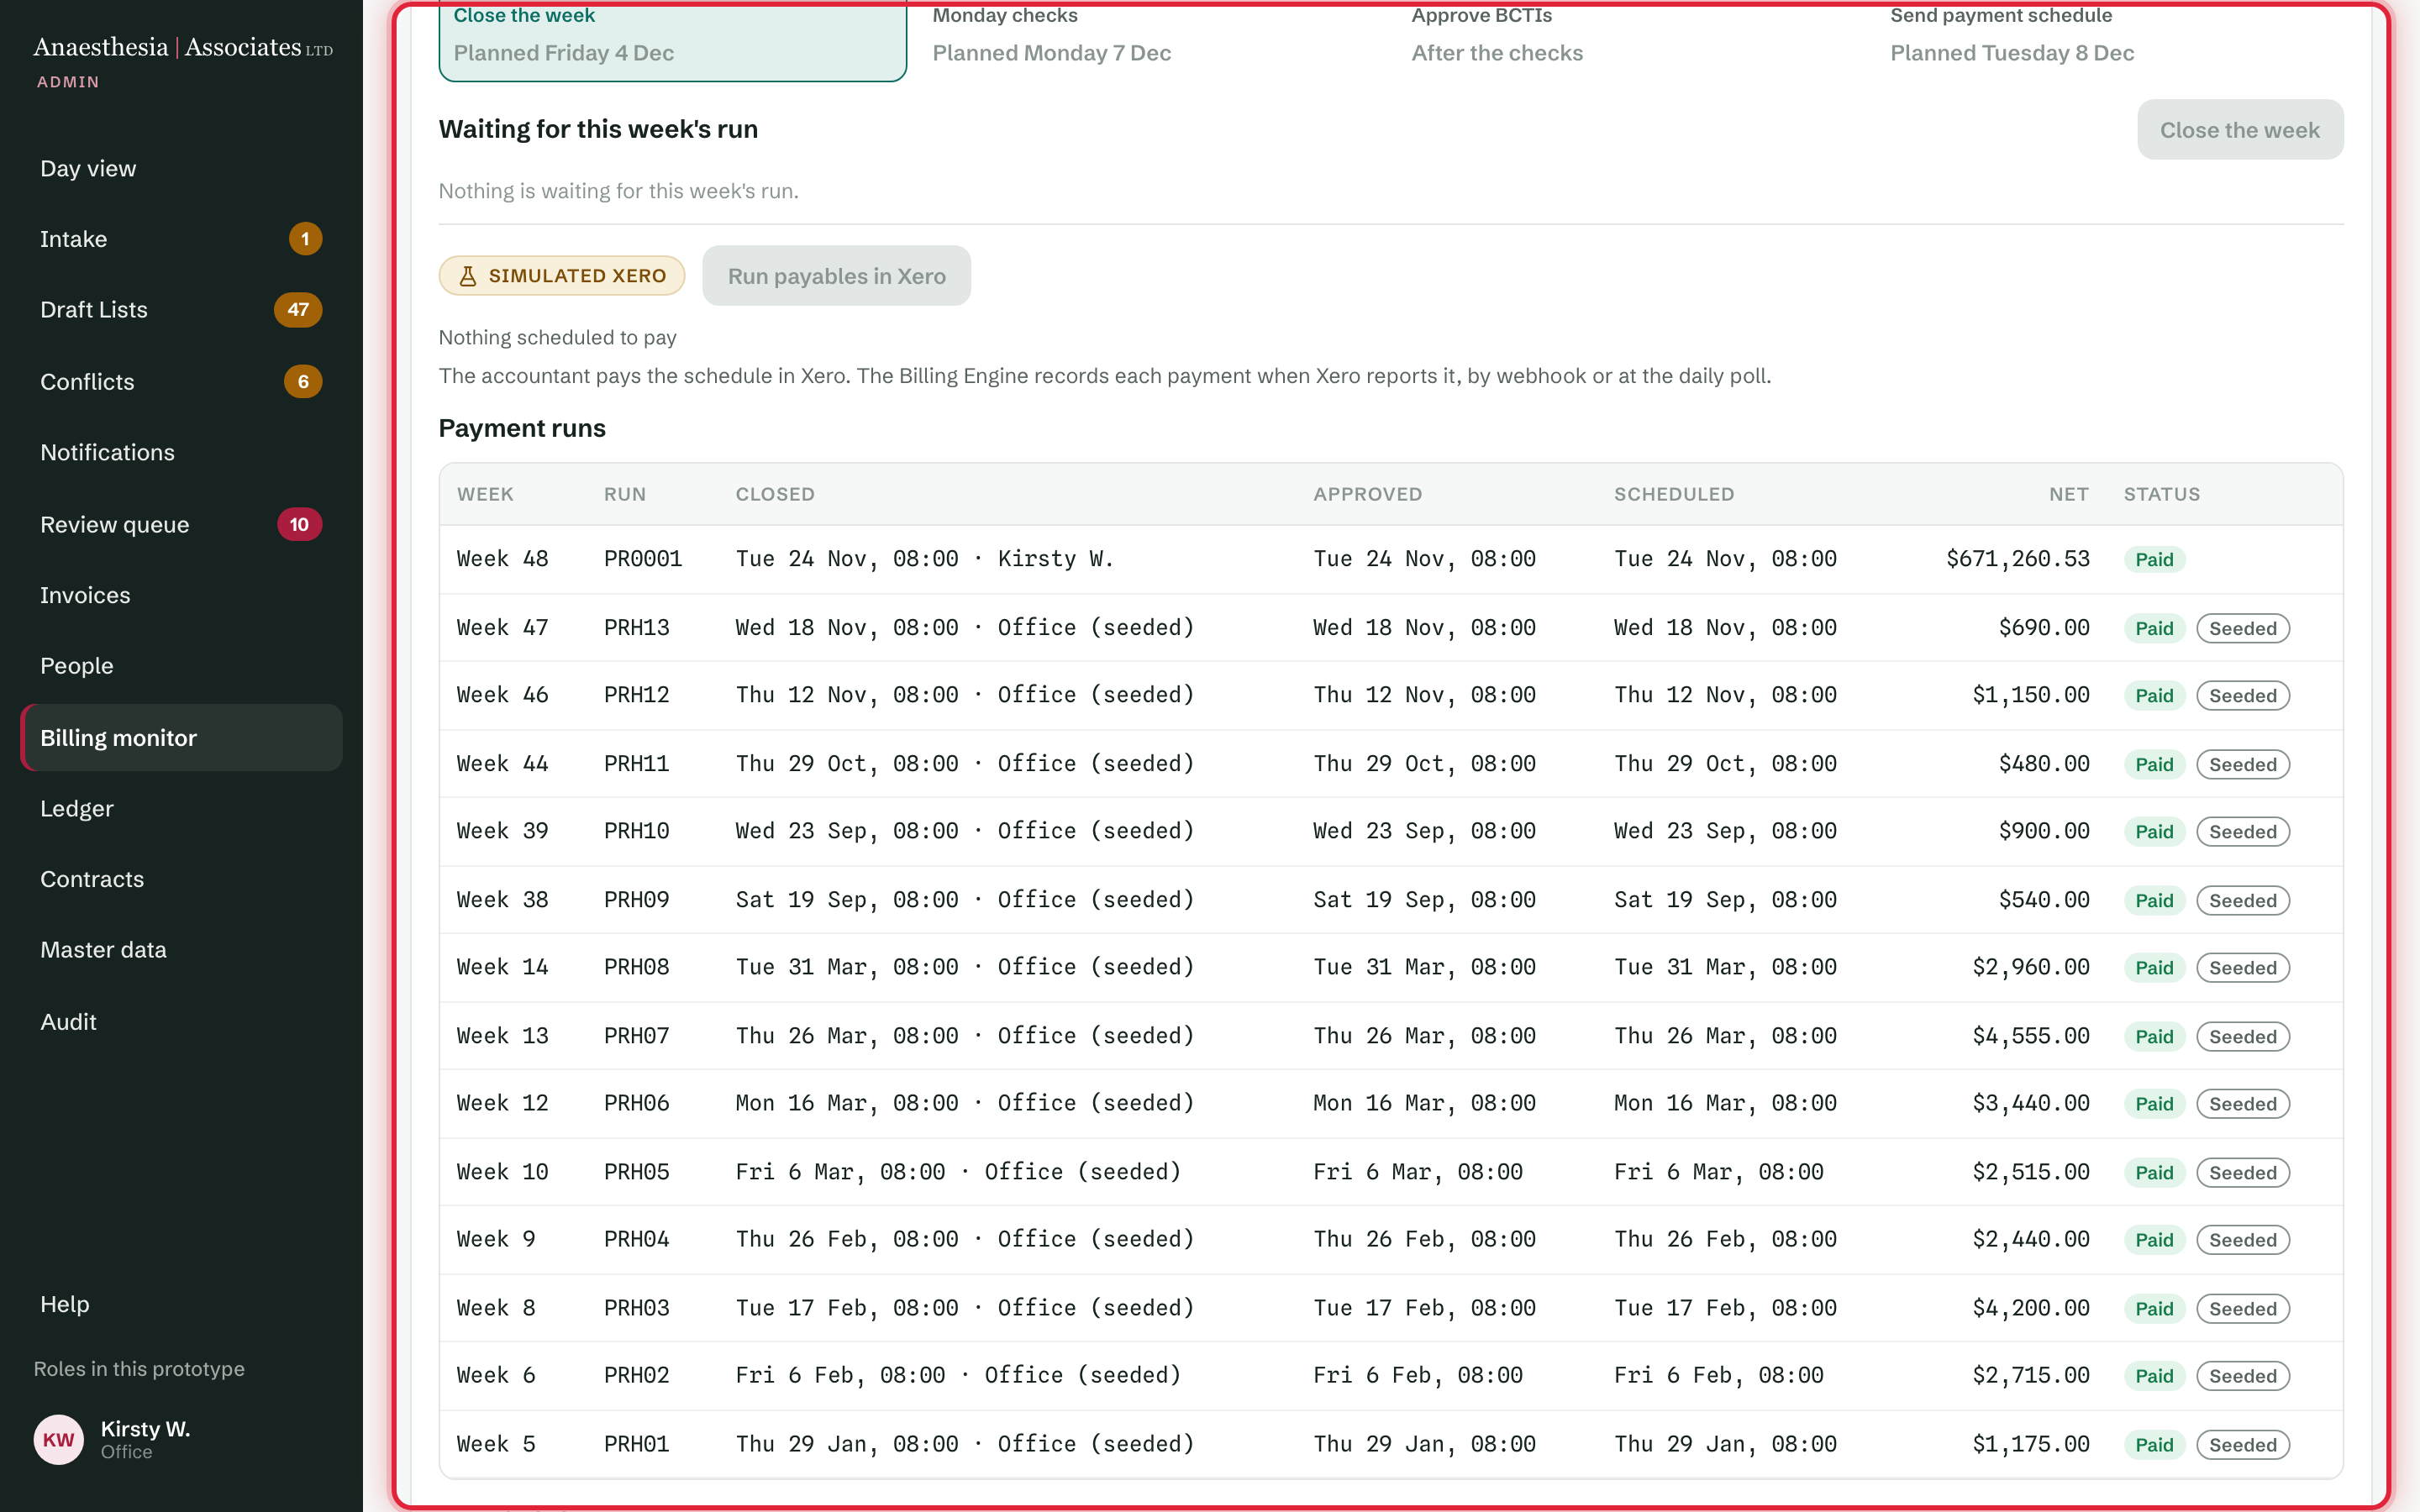 Anaesthesia | Associates LTD
ADMIN
Day view
Intake 1
Draft Lists 47
Conflicts 6
Notifications
Review queue 10
Invoices
People
Billing monitor
Ledger
Contracts
Master data
Audit
Help
Roles in this prototype
KW Kirsty W.
Office
Close the week Monday checks Approve BCTIs Send payment schedule
Planned Friday 4 Dec Planned Monday 7 Dec After the checks Planned Tuesday 8 Dec
Waiting for this week's run Close the week
Nothing is waiting for this week's run.
SIMULATED XERO Run payables in Xero
Nothing scheduled to pay
The accountant pays the schedule in Xero. The Billing Engine records each payment when Xero reports it, by webhook or at the daily poll.
Payment runs
WEEK RUN CLOSED APPROVED SCHEDULED NET STATUS
Week 48 PR0001 Tue 24 Nov, 08:00 · Kirsty W. Tue 24 Nov, 08:00 Tue 24 Nov, 08:00 $671,260.53 Paid
Week 47 PRH13 Wed 18 Nov, 08:00 · Office (seeded) Wed 18 Nov, 08:00 Wed 18 Nov, 08:00 $690.00 Paid Seeded
Week 46 PRH12 Thu 12 Nov, 08:00 · Office (seeded) Thu 12 Nov, 08:00 Thu 12 Nov, 08:00 $1,150.00 Paid Seeded
Week 44 PRH11 Thu 29 Oct, 08:00 · Office (seeded) Thu 29 Oct, 08:00 Thu 29 Oct, 08:00 $480.00 Paid Seeded
Week 39 PRH10 Wed 23 Sep, 08:00 · Office (seeded) Wed 23 Sep, 08:00 Wed 23 Sep, 08:00 $900.00 Paid Seeded
Week 38 PRH09 Sat 19 Sep, 08:00 · Office (seeded) Sat 19 Sep, 08:00 Sat 19 Sep, 08:00 $540.00 Paid Seeded
Week 14 PRH08 Tue 31 Mar, 08:00 · Office (seeded) Tue 31 Mar, 08:00 Tue 31 Mar, 08:00 $2,960.00 Paid Seeded
Week 13 PRH07 Thu 26 Mar, 08:00 · Office (seeded) Thu 26 Mar, 08:00 Thu 26 Mar, 08:00 $4,555.00 Paid Seeded
Week 12 PRH06 Mon 16 Mar, 08:00 · Office (seeded) Mon 16 Mar, 08:00 Mon 16 Mar, 08:00 $3,440.00 Paid Seeded
Week 10 PRH05 Fri 6 Mar, 08:00 · Office (seeded) Fri 6 Mar, 08:00 Fri 6 Mar, 08:00 $2,515.00 Paid Seeded
Week 9 PRH04 Thu 26 Feb, 08:00 · Office (seeded) Thu 26 Feb, 08:00 Thu 26 Feb, 08:00 $2,440.00 Paid Seeded
Week 8 PRH03 Tue 17 Feb, 08:00 · Office (seeded) Tue 17 Feb, 08:00 Tue 17 Feb, 08:00 $4,200.00 Paid Seeded
Week 6 PRH02 Fri 6 Feb, 08:00 · Office (seeded) Fri 6 Feb, 08:00 Fri 6 Feb, 08:00 $2,715.00 Paid Seeded
Week 5 PRH01 Thu 29 Jan, 08:00 · Office (seeded) Thu 29 Jan, 08:00 Thu 29 Jan, 08:00 $1,175.00 Paid Seeded